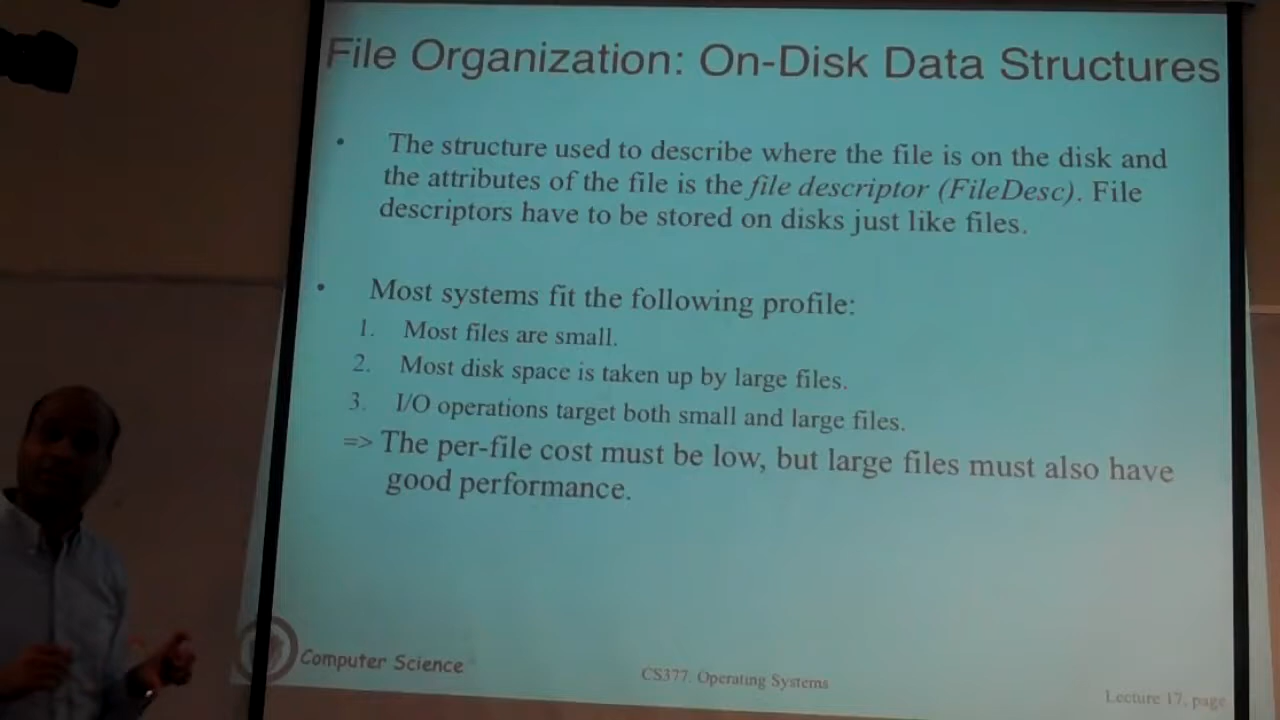 File Organization: On-Disk Data Structures
• The structure used to describe where the file is on the disk and
the attributes of the file is the file descriptor (FileDesc). File
descriptors have to be stored on disks just like files.
• Most systems fit the following profile:
1. Most files are small.
2. Most disk space is taken up by large files.
3. I/O operations target both small and large files.
=> The per-file cost must be low, but large files must also have
good performance.
Computer Science
CS377: Operating Systems
Lecture 17, page